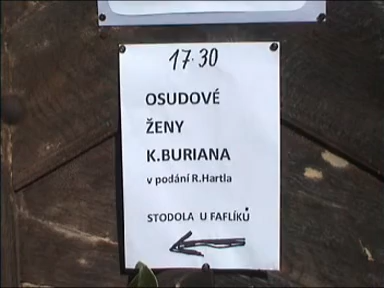 17.30
OSUDOVÉ
ŽENY
K.BURIANA
v podání R.Hartla
STODOLA U FAFLÍKŮ